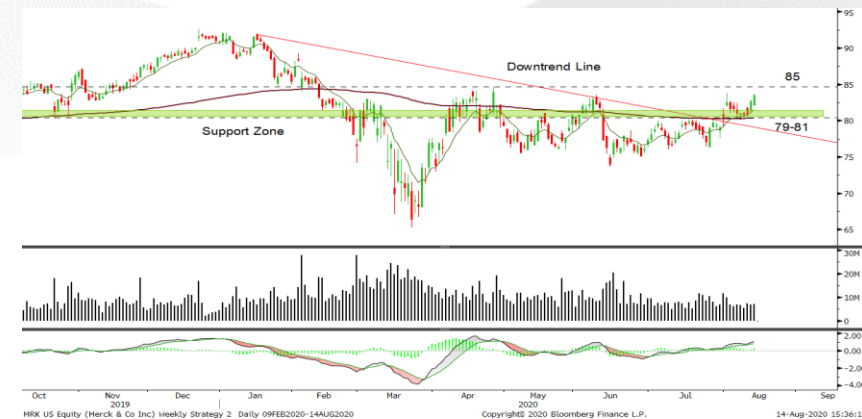 95
90
Downtrend Line
85
85
80
Support Zone
79-81
75
70
65
30M
20M
10M
0
2.00
0.00
-2.00
-4.00
Oct Nov Dec Jan Feb Mar Apr May Jun Jul Aug Sep
2019 2020
MRK US Equity (Merck & Co Inc) Weekly Strategy 2 Daily 09FEB2020-14AUG2020 Copyright© 2020 Bloomberg Finance L.P. 14-Aug-2020 15:36:1